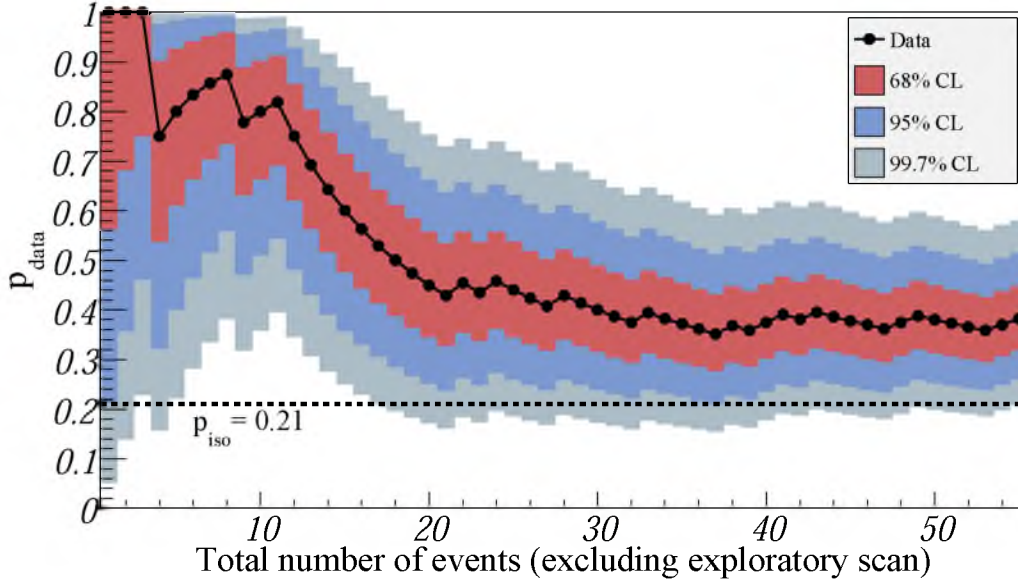 1
0.9
0.8
0.7
0.6
0.5
0.4
0.3
0.2
0.1
0
p_data
Data
68% CL
95% CL
99.7% CL
p_iso = 0.21
10
20
30
40
50
Total number of events (excluding exploratory scan)